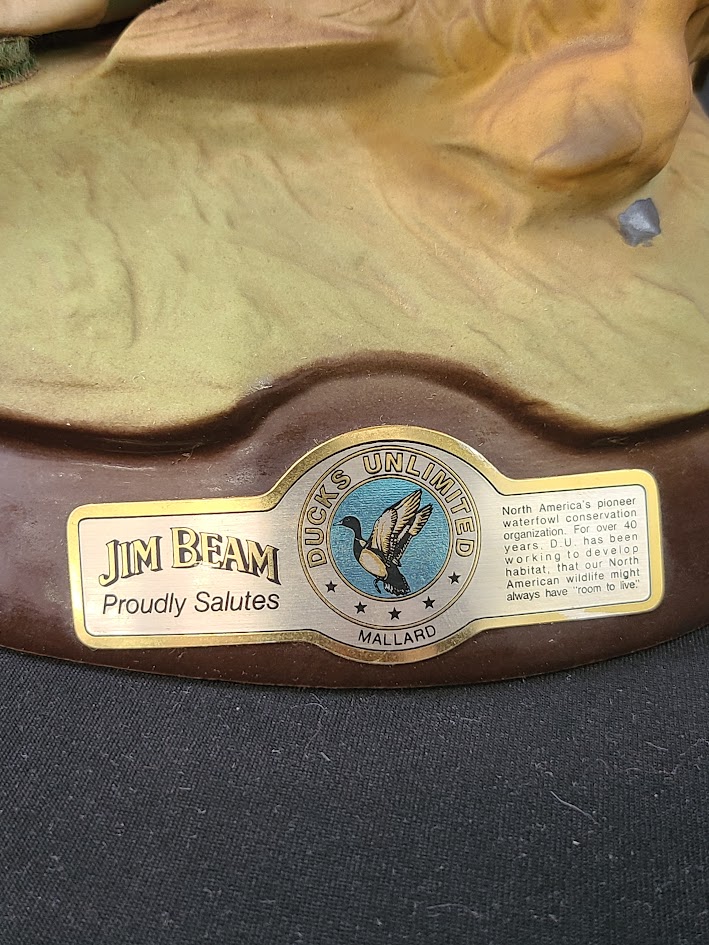 JIM BEAM
Proudly Salutes
DUCKS UNLIMITED
MALLARD
North America's pioneer
waterfowl conservation
organization. For over 40
years, D.U. has been
working to develop
habitat, that our North
American wildlife might
always have "room to live".